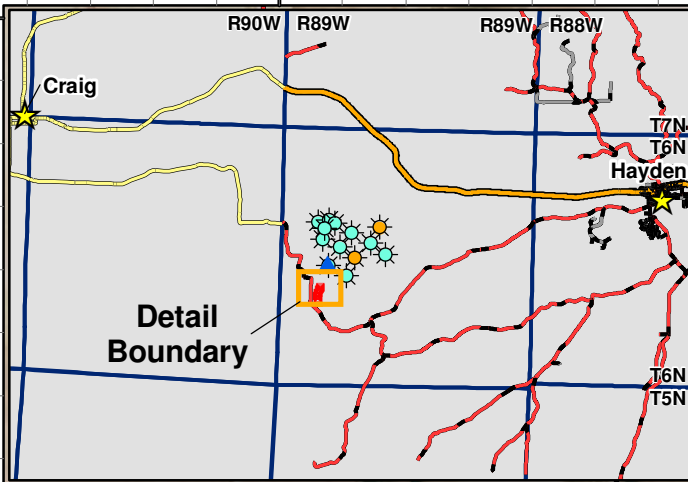 R90W R89W
R89W R88W
Craig
T7N
T6N
Hayden
Detail
Boundary
T6N
T5N